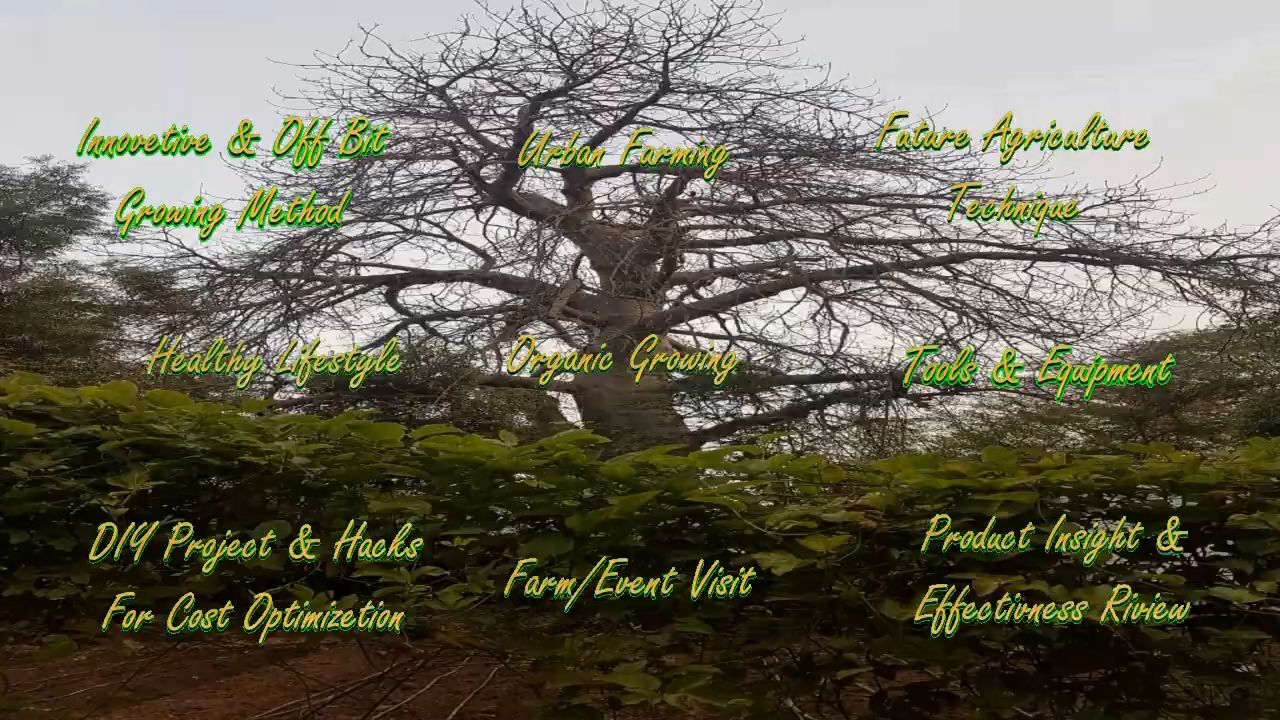 Innovetive & Off Bit
Growing Method
Urban Farming
Future Agriculture
Technique
Healthy Lifestyle
Organic Growing
Tools & Equipment
DIY Project & Hacks
For Cost Optimizetion
Farm/Event Visit
Product Insight &
Effectivness Riview